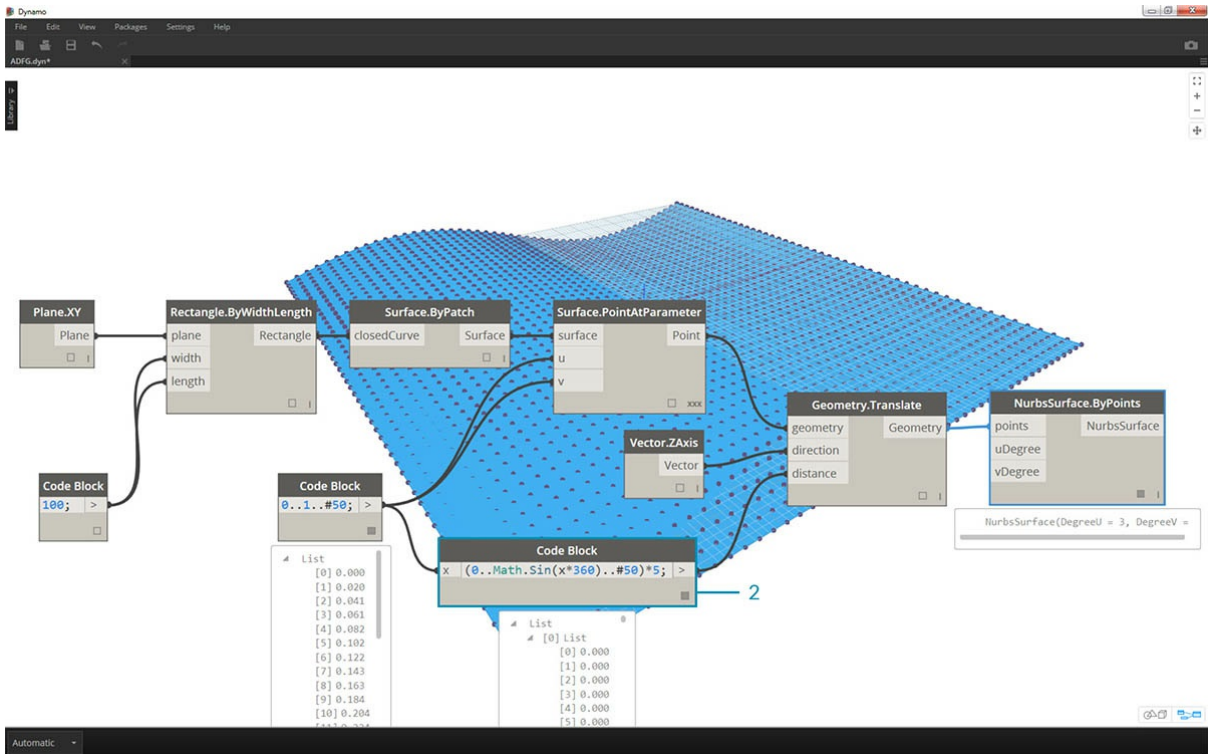 Dynamo
File Edit View Packages Settings Help
ADFG.dyn*
Library
Plane.XY
Plane
Rectangle.ByWidthLength
plane Rectangle
width
length
Surface.ByPatch
closedCurve Surface
Surface.PointAtParameter
surface Point
u
v
xxx
Geometry.Translate
geometry Geometry
direction
distance
NurbsSurface.ByPoints
points NurbsSurface
uDegree
vDegree
NurbsSurface(DegreeU = 3, DegreeV =
Vector.ZAxis
Vector
Code Block
100; >
Code Block
0..1..#50; >
Code Block
x (0..Math.Sin(x*360)..#50)*5; >
2
List
[0] 0.000
[1] 0.020
[2] 0.041
[3] 0.061
[4] 0.082
[5] 0.102
[6] 0.122
[7] 0.143
[8] 0.163
[9] 0.184
[10] 0.204
List 0
[0] List
[0] 0.000
[1] 0.000
[2] 0.000
[3] 0.000
[4] 0.000
[5] 0.000
Automatic